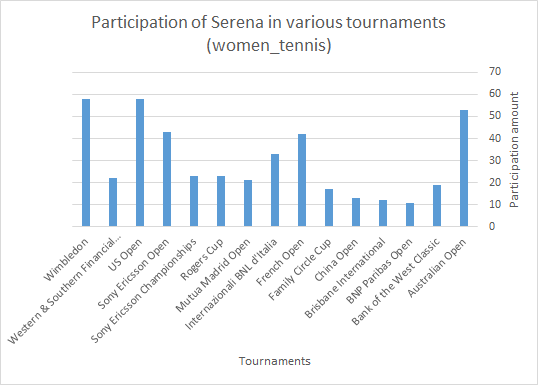 Participation of Serena in various tournaments
(women_tennis)
70
60
50
40
30
20
10
0
Participation amount
Wimbledon
Western & Southern Financial...
US Open
Sony Ericsson Open
Sony Ericsson Championships
Rogers Cup
Mutua Madrid Open
Internazionali BNL d'Italia
French Open
Family Circle Cup
China Open
Brisbane International
BNP Paribas Open
Bank of the West Classic
Australian Open
Tournaments